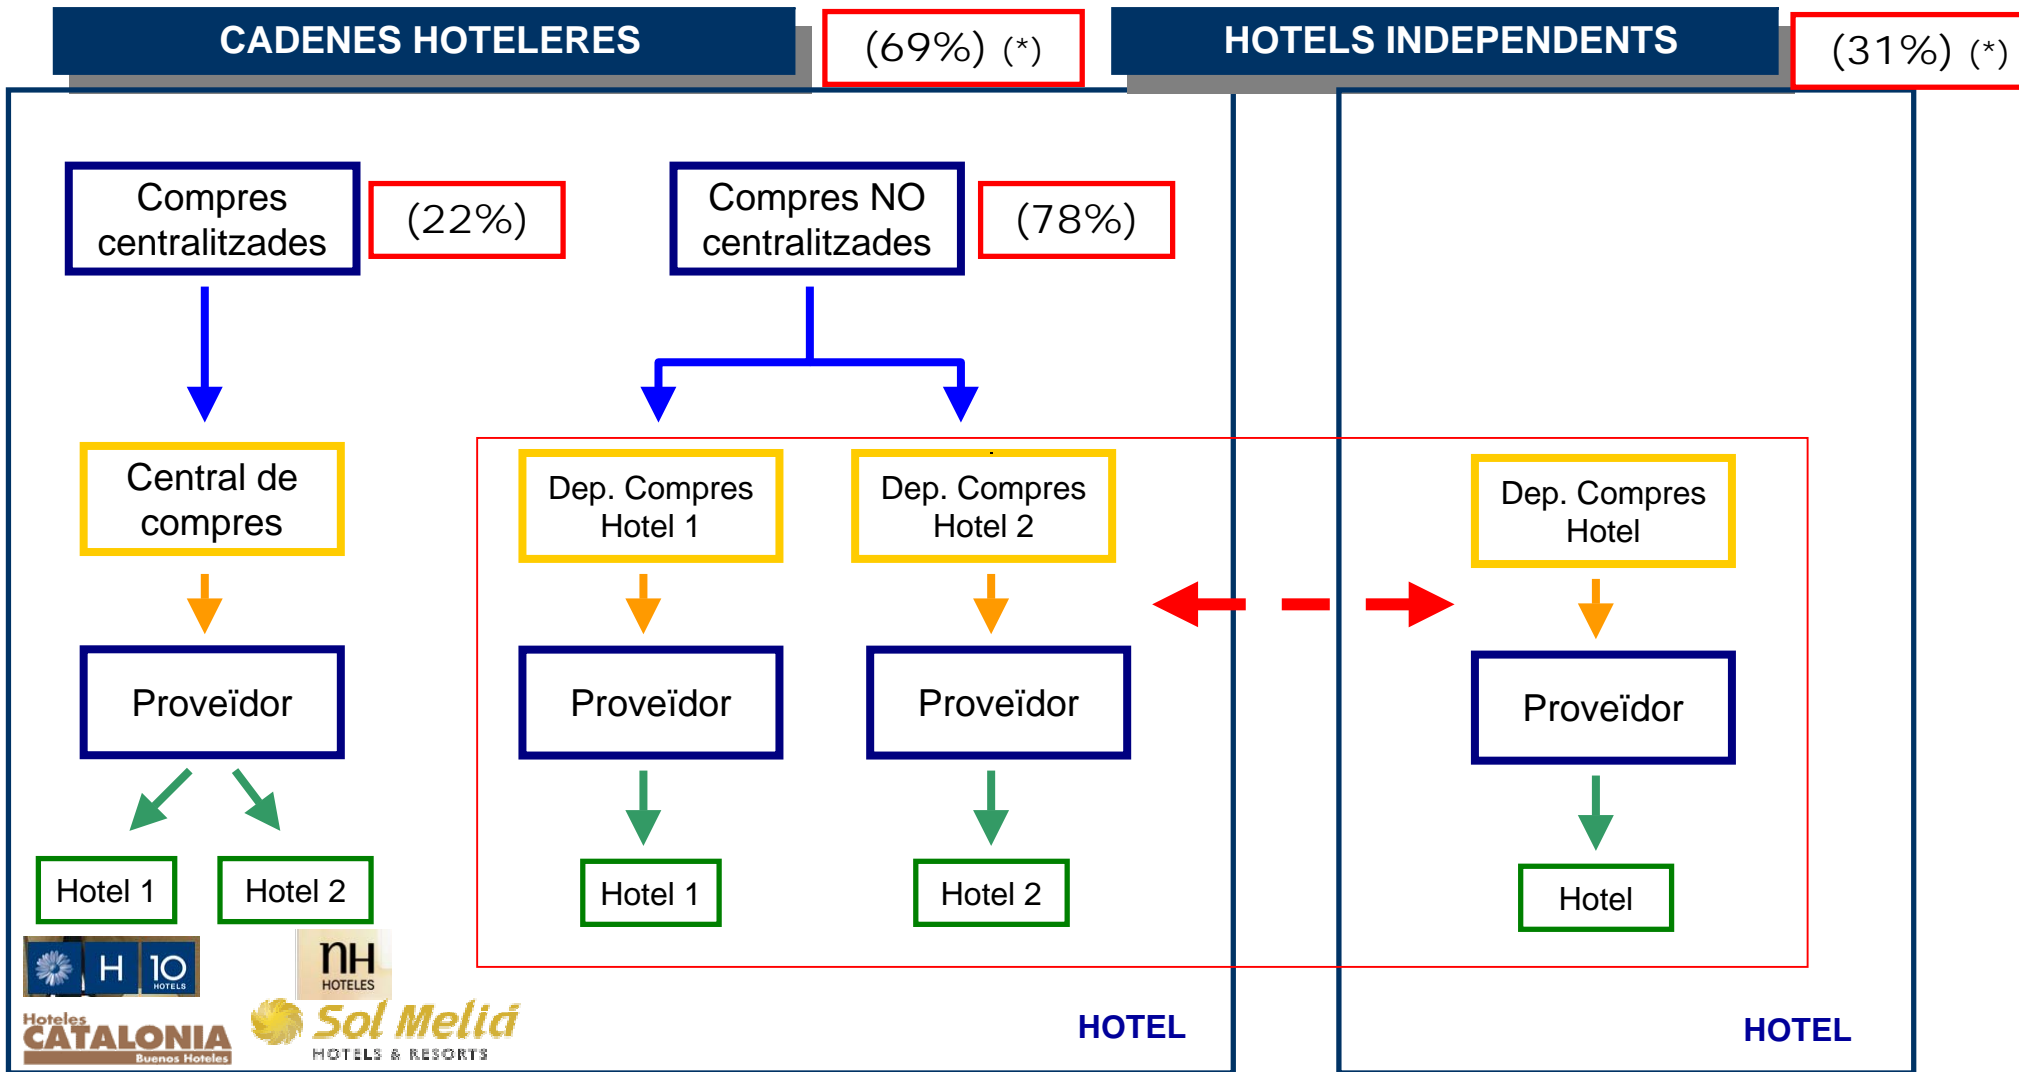 CADENES HOTELERES
(69%) (*)
HOTELS INDEPENDENTS
(31%) (*)
Compres
centralitzades
(22%)
Compres NO
centralitzades
(78%)
Central de
compres
Dep. Compres
Hotel 1
Dep. Compres
Hotel 2
Dep. Compres
Hotel
Proveïdor
Proveïdor
Proveïdor
Proveïdor
Hotel 1
Hotel 2
Hotel 1
Hotel 2
Hotel
H 10
HOTELS
nH
HOTELES
Hoteles
CATALONIA
Buenos Hoteles
Sol Meliá
HOTELS & RESORTS
HOTEL
HOTEL